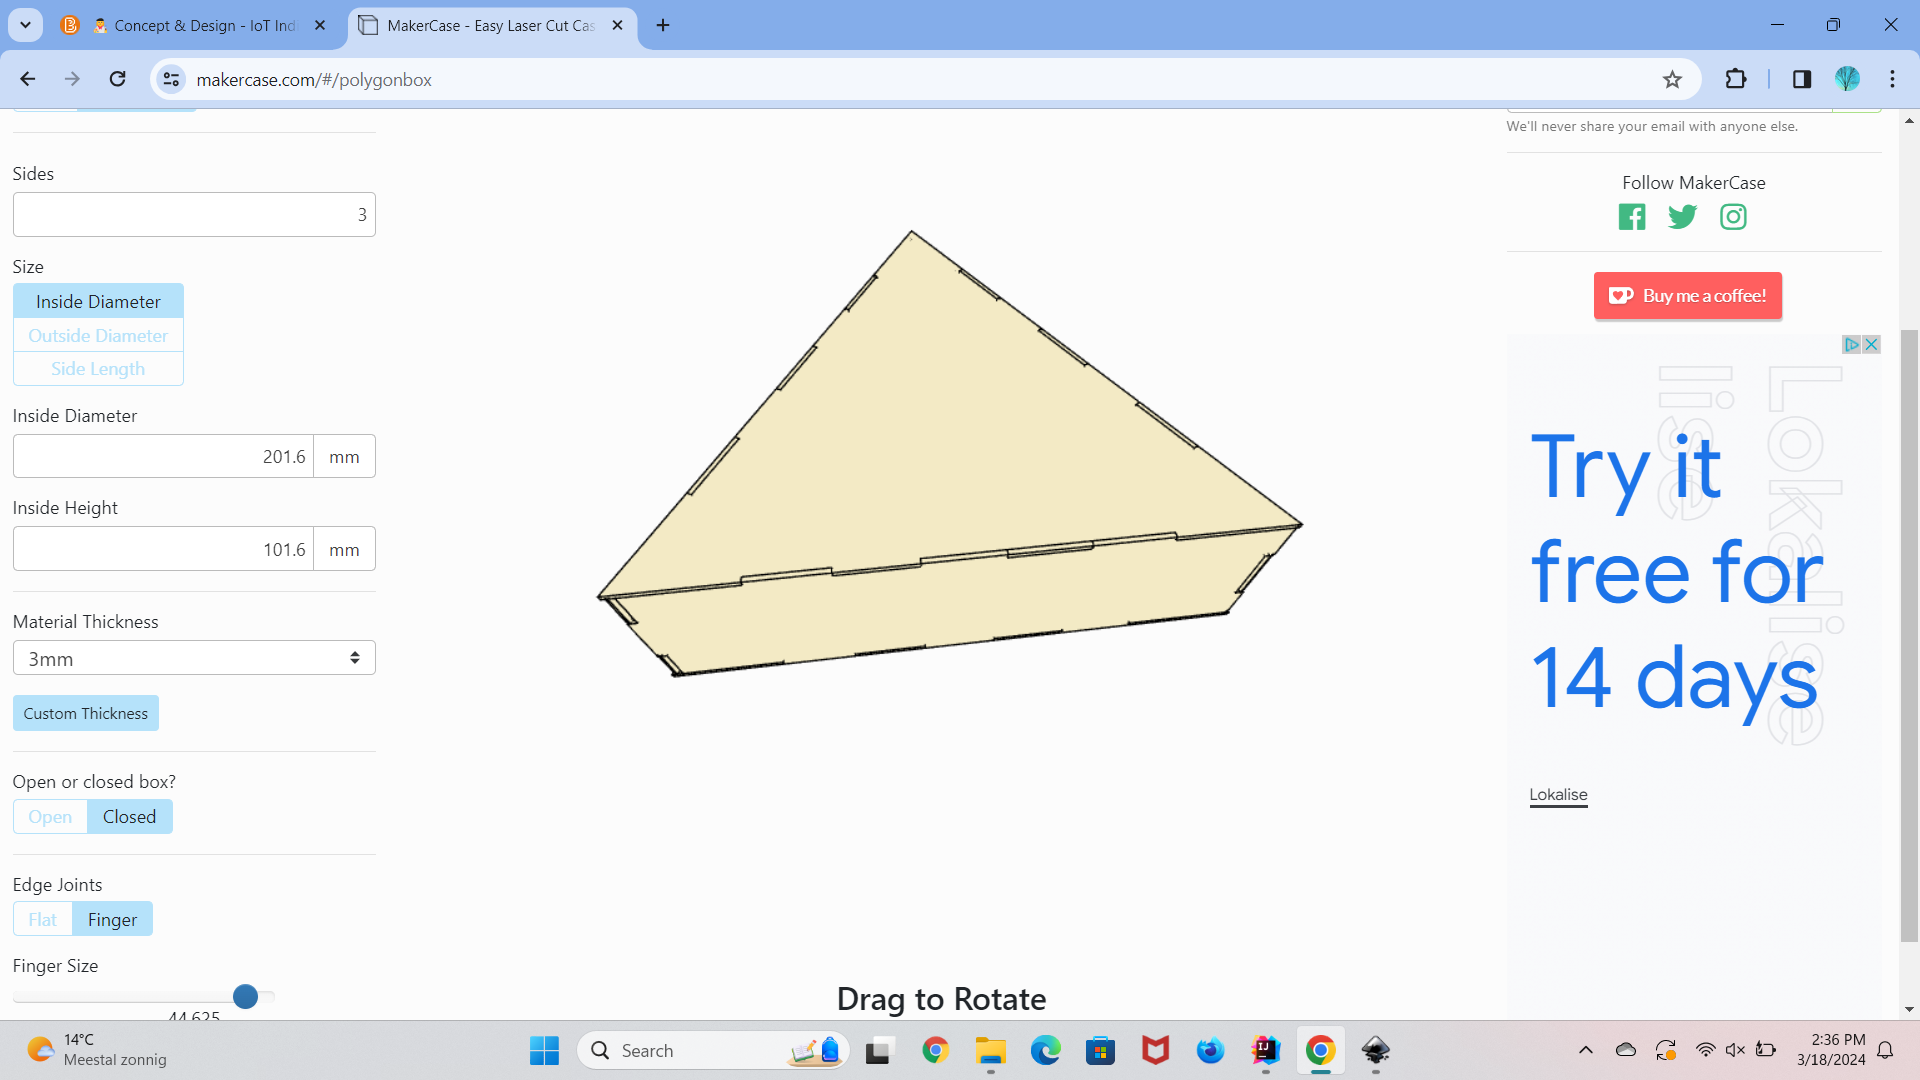 Concept & Design - IoT Ind
MakerCase - Easy Laser Cut Cas
makercase.com/#/polygonbox
Sides
3
Size
Inside Diameter
Outside Diameter
Side Length
Inside Diameter
201.6 mm
Inside Height
101.6 mm
Material Thickness
3mm
Custom Thickness
Open or closed box?
Open Closed
Edge Joints
Flat Finger
Finger Size
44.625
Drag to Rotate
We'll never share your email with anyone else.
Follow MakerCase
Buy me a coffee!
Lokalise
Try it
free for
14 days
Lokalise
14°C
Meestal zonnig
Search
2:36 PM
3/18/2024